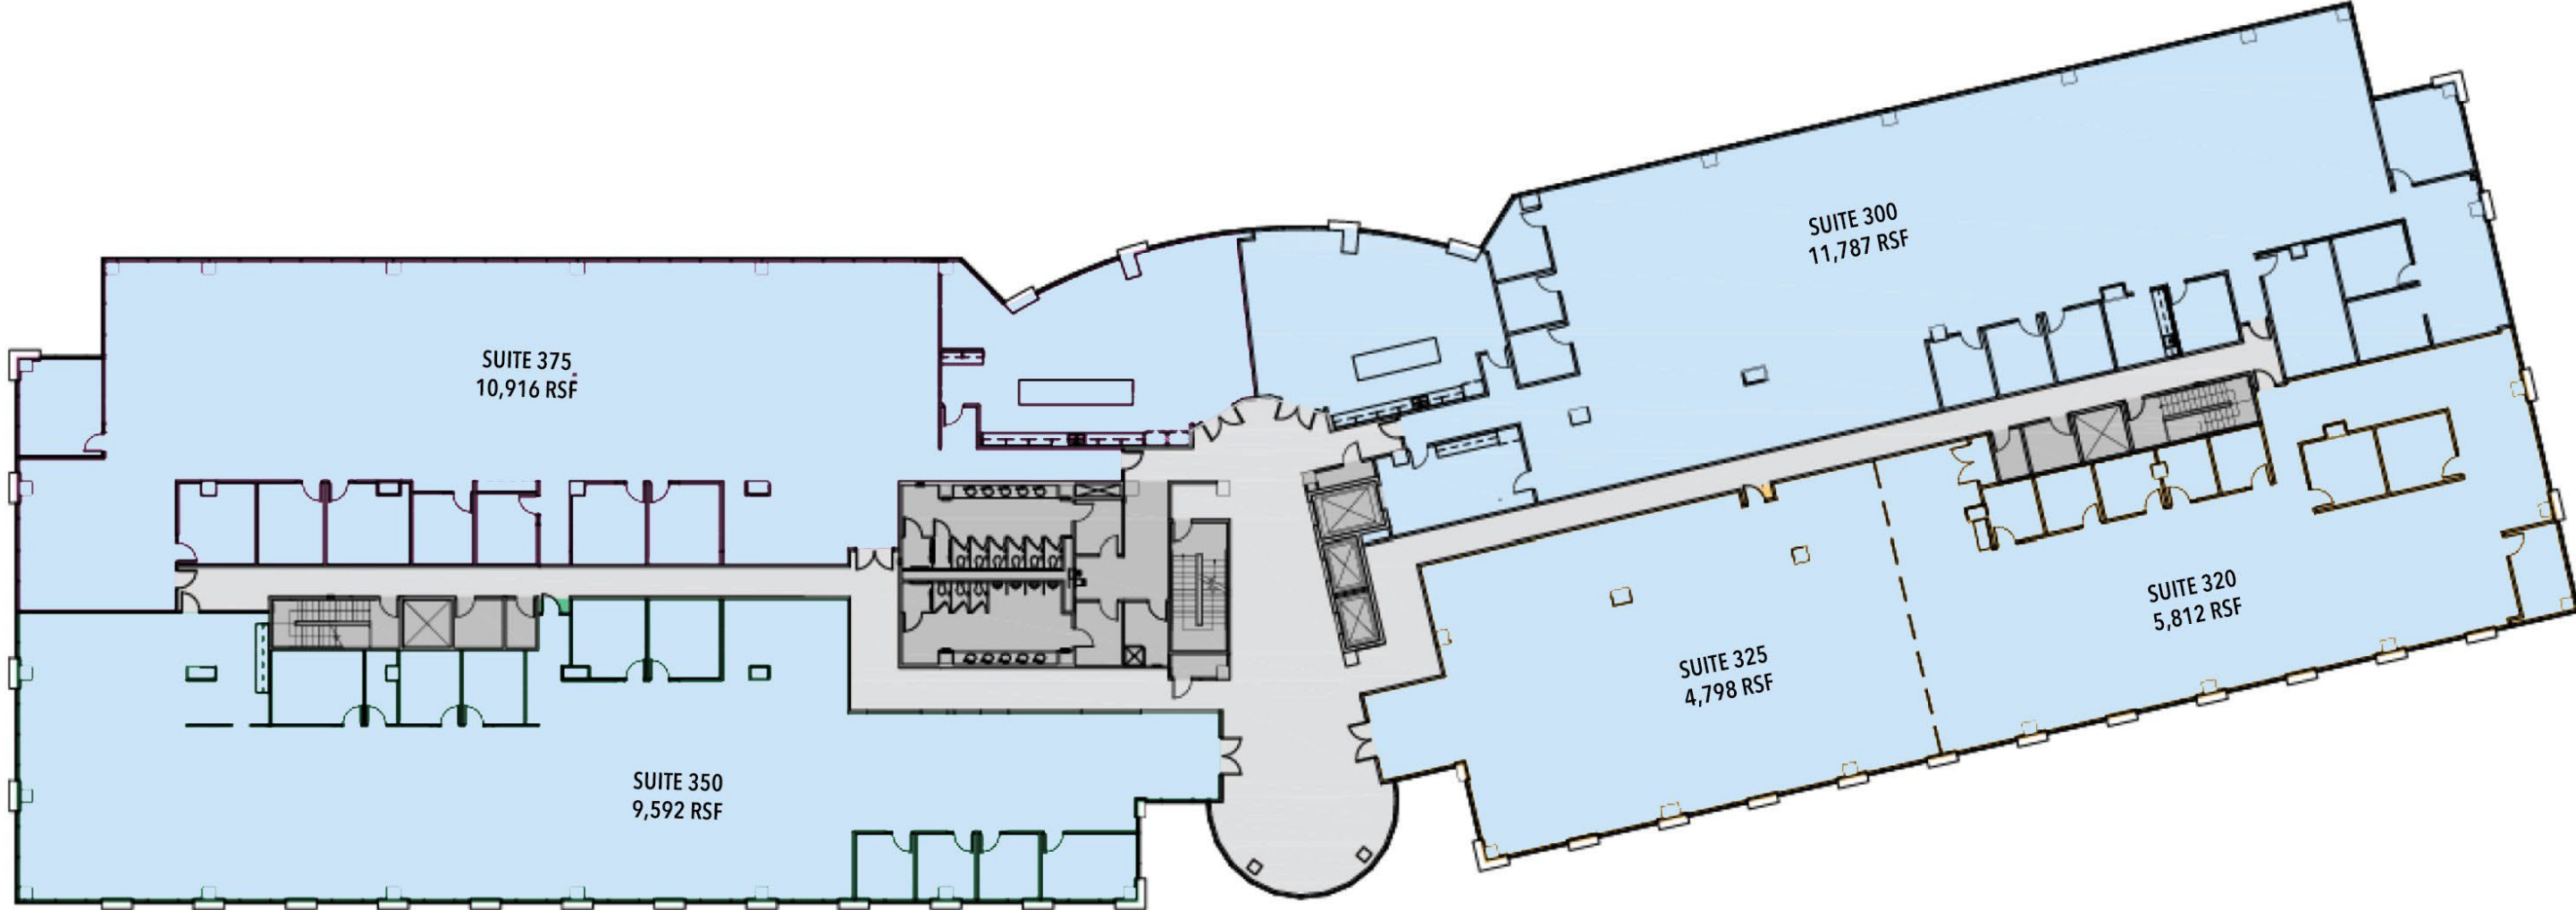 SUITE 300
11,787 RSF
SUITE 375
10,916 RSF
SUITE 320
5,812 RSF
SUITE 325
4,798 RSF
SUITE 350
9,592 RSF